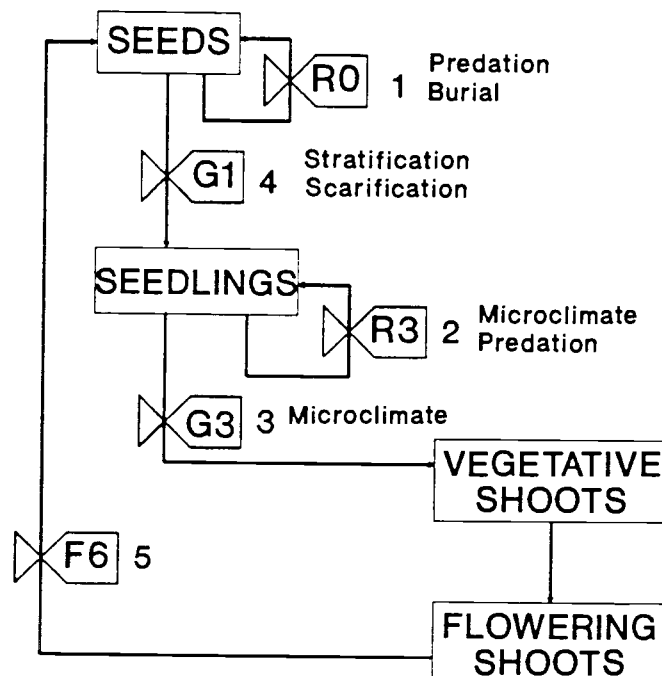 SEEDS
R0
1
Predation
Burial
G1
4
Stratification
Scarification
SEEDLINGS
R3
2
Microclimate
Predation
G3
3
Microclimate
VEGETATIVE
SHOOTS
F6
5
FLOWERING
SHOOTS